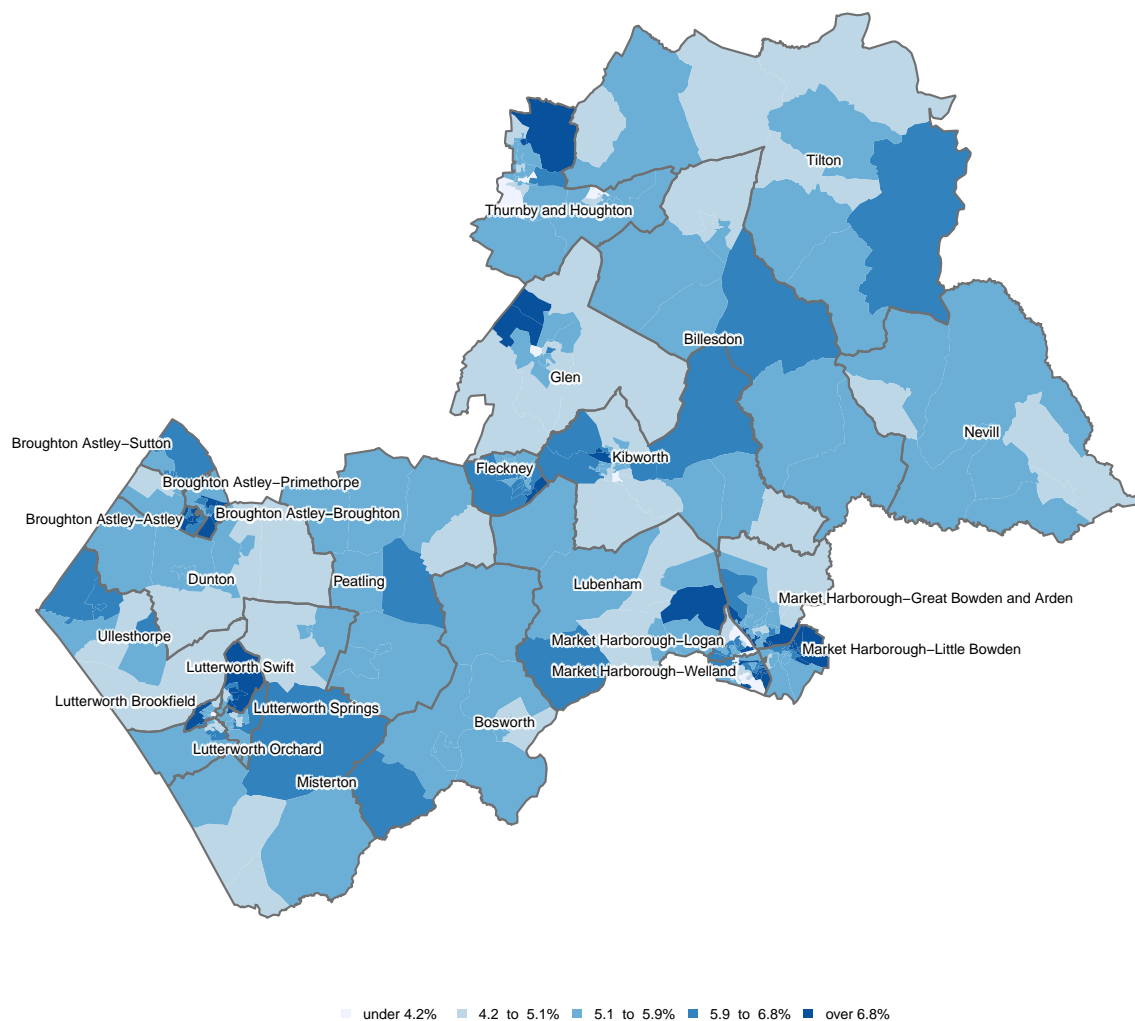 Tilton
Thurnby and Houghton
Billesdon
Glen
Nevill
Broughton Astley−Sutton
Kibworth
Fleckney
Broughton Astley−Primethorpe
Broughton Astley−Astley
Broughton Astley−Broughton
Dunton
Peatling
Lubenham
Market Harborough−Great Bowden and Arden
Ullesthorpe
Market Harborough−Logan
Market Harborough−Little Bowden
Lutterworth Swift
Market Harborough−Welland
Lutterworth Brookfield
Lutterworth Springs
Bosworth
Lutterworth Orchard
Misterton
under 4.2% 4.2 to 5.1% 5.1 to 5.9% 5.9 to 6.8% over 6.8%